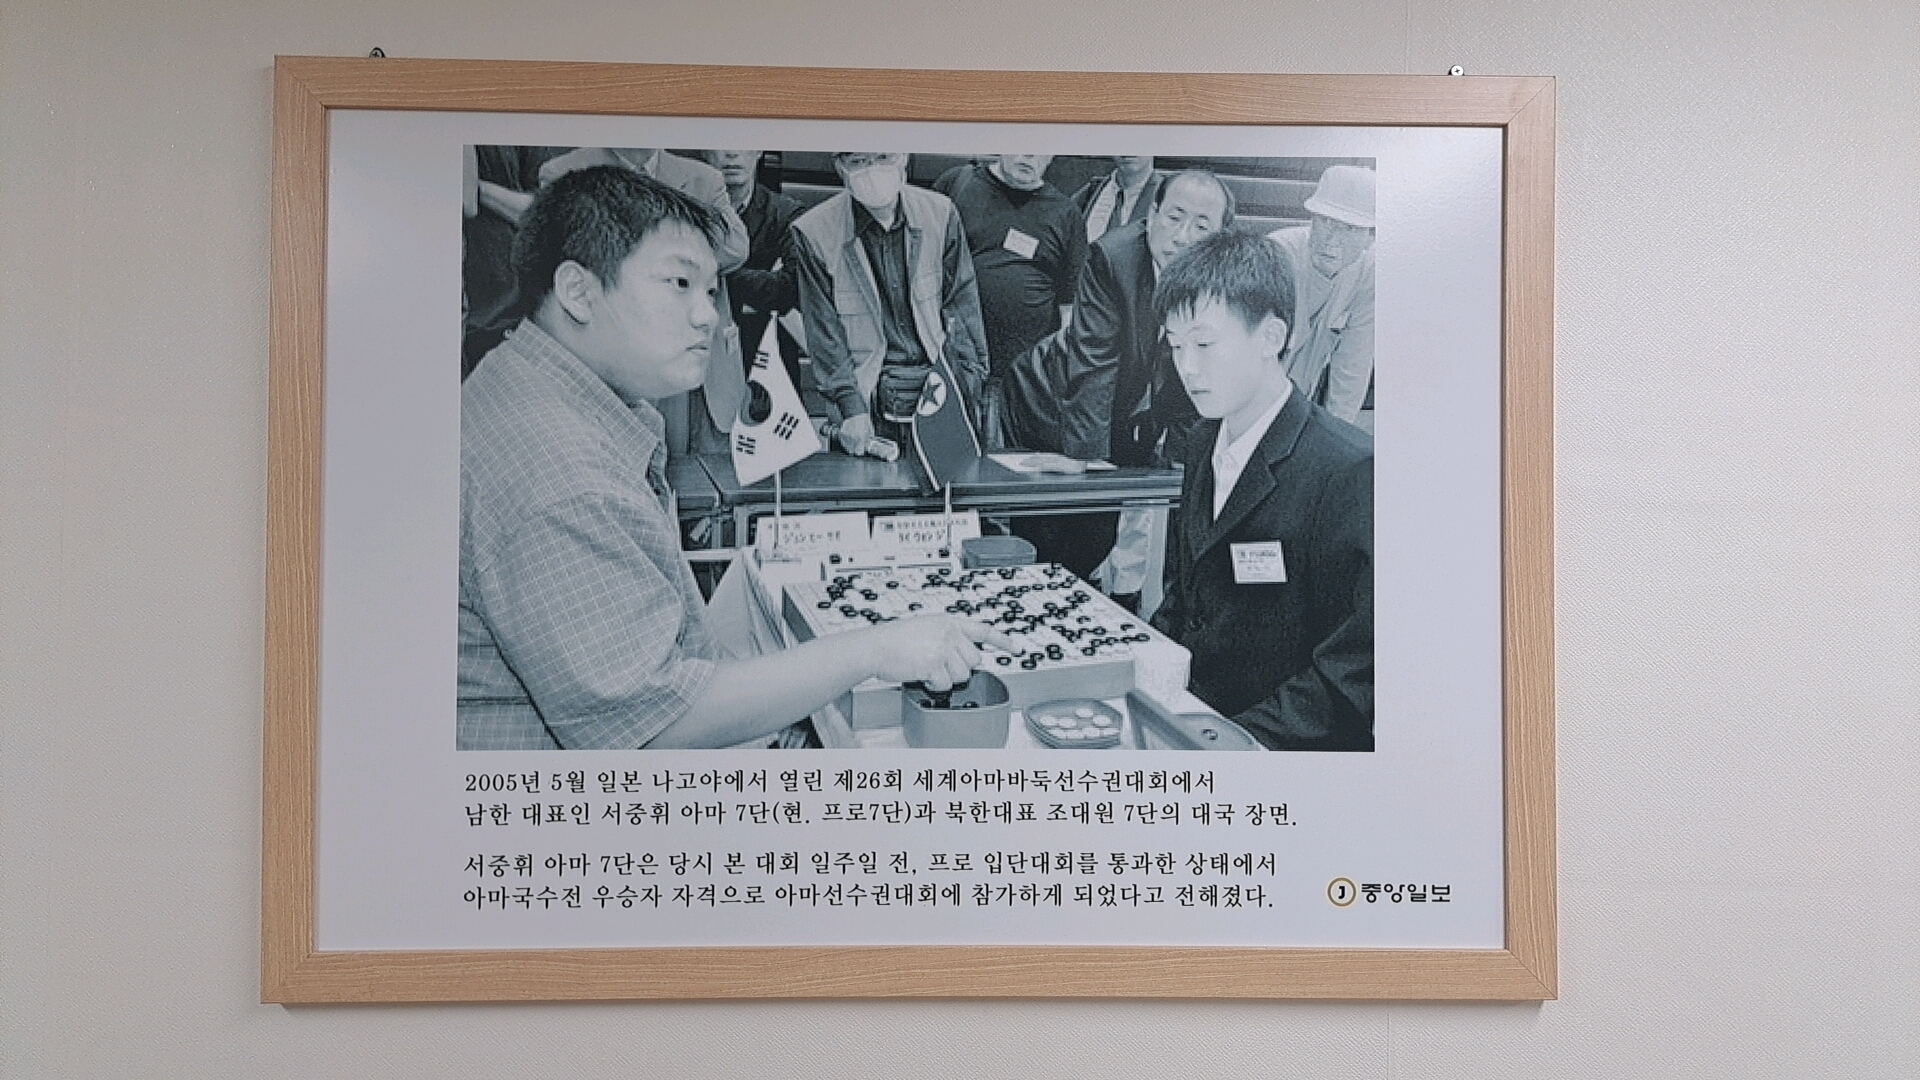 2005년 5월 일본 나고야에서 열린 제26회 세계아마바둑선수권대회에서
남한 대표인 서중휘 아마 7단(현. 프로7단)과 북한대표 조대원 7단의 대국 장면.
서중휘 아마 7단은 당시 본 대회 일주일 전, 프로 입단대회를 통과한 상태에서
아마국수전 우승자 자격으로 아마선수권대회에 참가하게 되었다고 전해졌다.
J 중앙일보